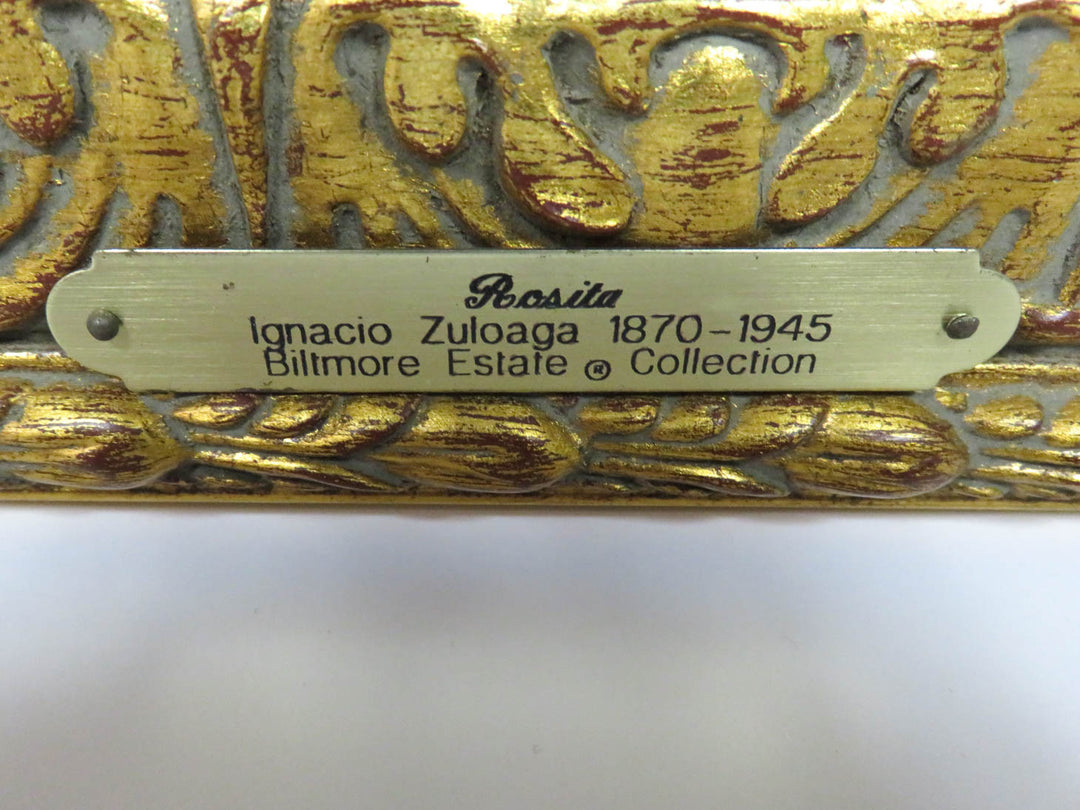 Rosita
Ignacio Zuloaga 1870-1945
Biltmore Estate ® Collection